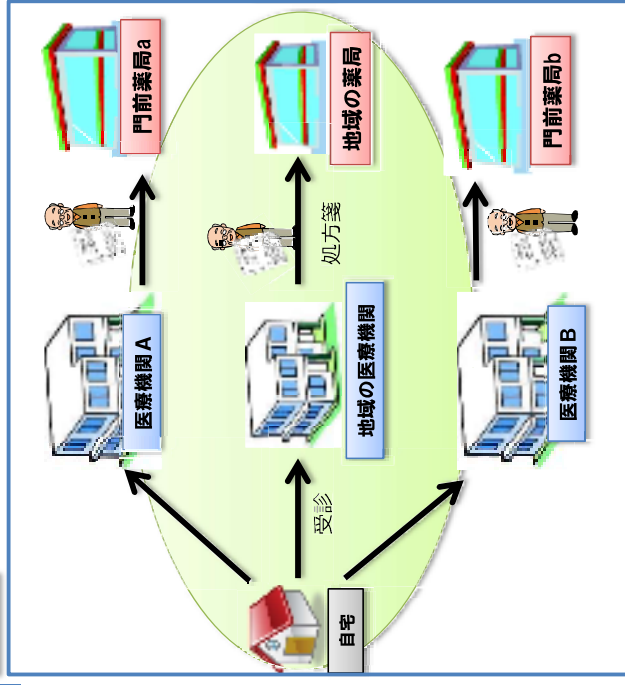 自宅
受診
医療機関A
地域の医療機関
医療機関B
処方箋
門前薬局a
地域の薬局
門前薬局b